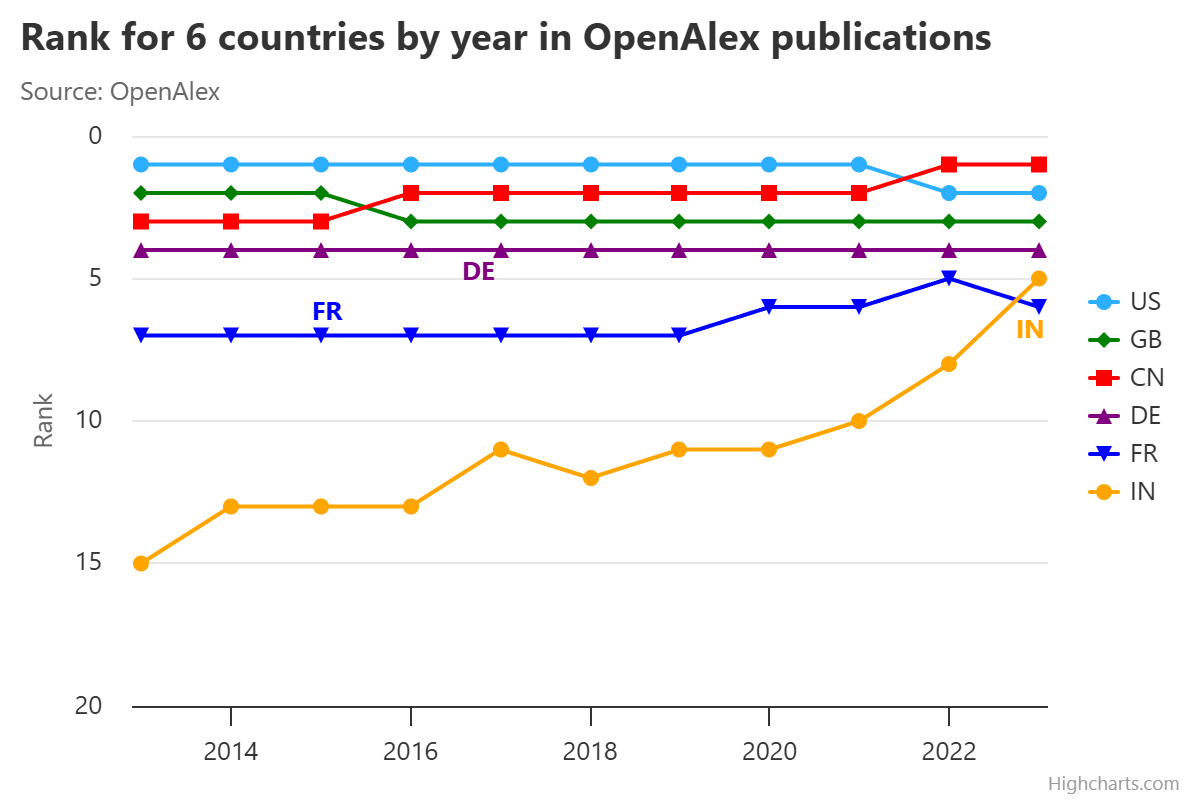 Rank for 6 countries by year in OpenAlex publications
Source: OpenAlex
0
5
10
15
20
Rank
DE
FR
IN
US
GB
CN
DE
FR
IN
2014 2016 2018 2020 2022
Highcharts.com